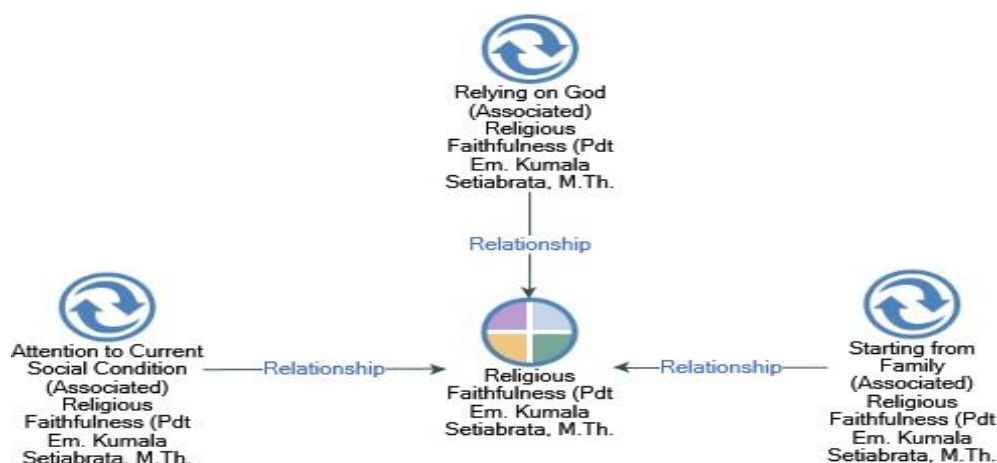 Relying on God
(Associated)
Religious
Faithfulness (Pdt
Em. Kumala
Setiabrata, M.Th.
Relationship
Attention to Current
Social Condition
(Associated)
Religious
Faithfulness (Pdt
Em. Kumala
Setiabrata, M.Th.
Relationship
Religious
Faithfulness (Pdt
Em. Kumala
Setiabrata, M.Th.
Relationship
Starting from
Family
(Associated)
Religious
Faithfulness (Pdt
Em. Kumala
Setiabrata, M.Th.